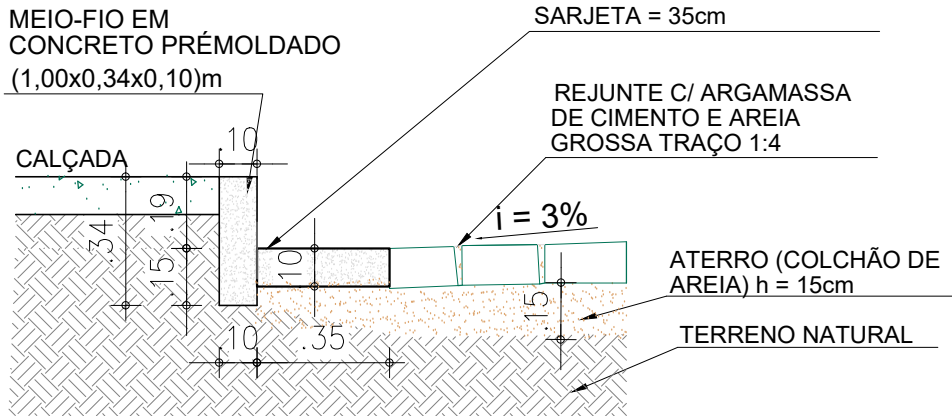 MEIO-FIO EM
CONCRETO PRÉMOLDADO
(1,00x0,34x0,10)m
SARJETA = 35cm
REJUNTE C/ ARGAMASSA
DE CIMENTO E AREIA
GROSSA TRAÇO 1:4
.10
CALÇADA
i = 3%
.34
.19
.15
.10
.15
ATERRO (COLCHÃO DE
AREIA) h = 15cm
TERRENO NATURAL
.10
.35